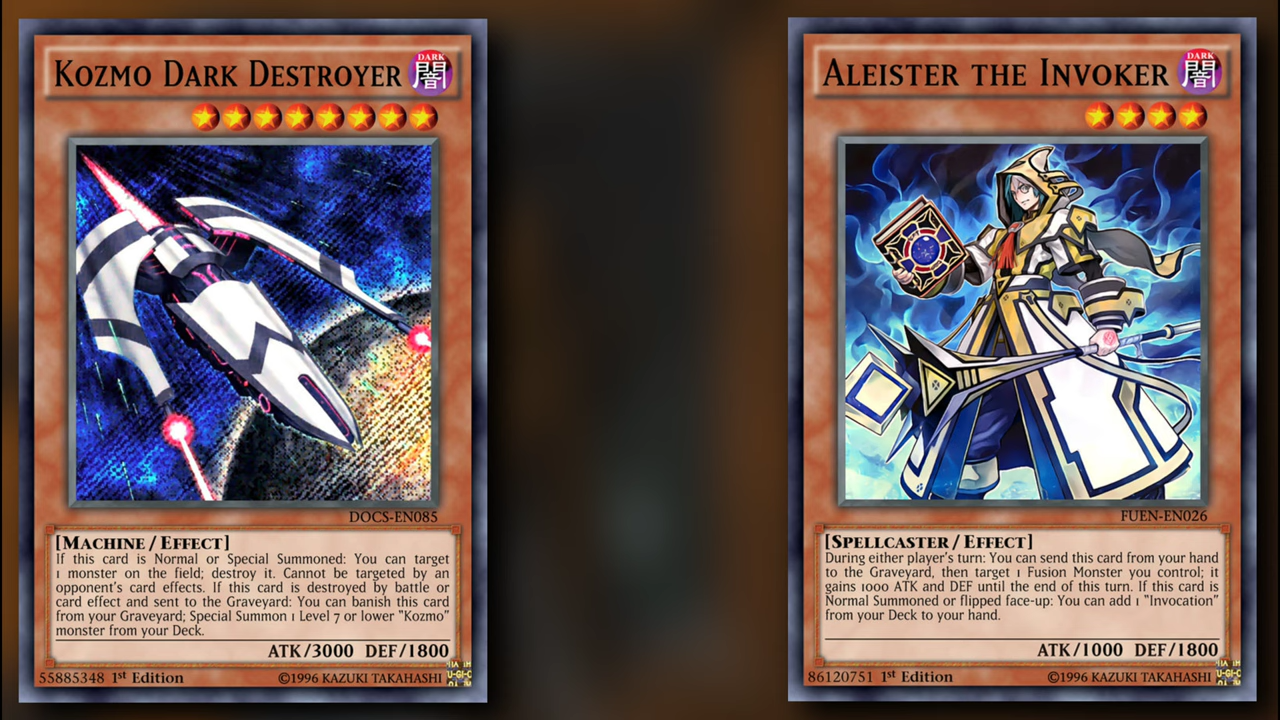 KOZMO DARK DESTROYER
DARK
闇
DOCS-EN085
[MACHINE / EFFECT]
If this card is Normal or Special Summoned: You can target
1 monster on the field; destroy it. Cannot be targeted by an
opponent's card effects. If this card is destroyed by battle or
card effect and sent to the Graveyard: You can banish this card
from your Graveyard; Special Summon 1 Level 7 or lower "Kozmo"
monster from your Deck.
ATK/3000 DEF/1800
55885348 1st Edition
©1996 KAZUKI TAKAHASHI
ALEISTER THE INVOKER
DARK
闇
FUEN-EN026
[SPELLCASTER / EFFECT]
During either player's turn: You can send this card from your hand
to the Graveyard, then target 1 Fusion Monster you control; it
gains 1000 ATK and DEF until the end of this turn. If this card is
Normal Summoned or flipped face-up: You can add 1 "Invocation"
from your Deck to your hand.
ATK/1000 DEF/1800
86120751 1st Edition
©1996 KAZUKI TAKAHASHI